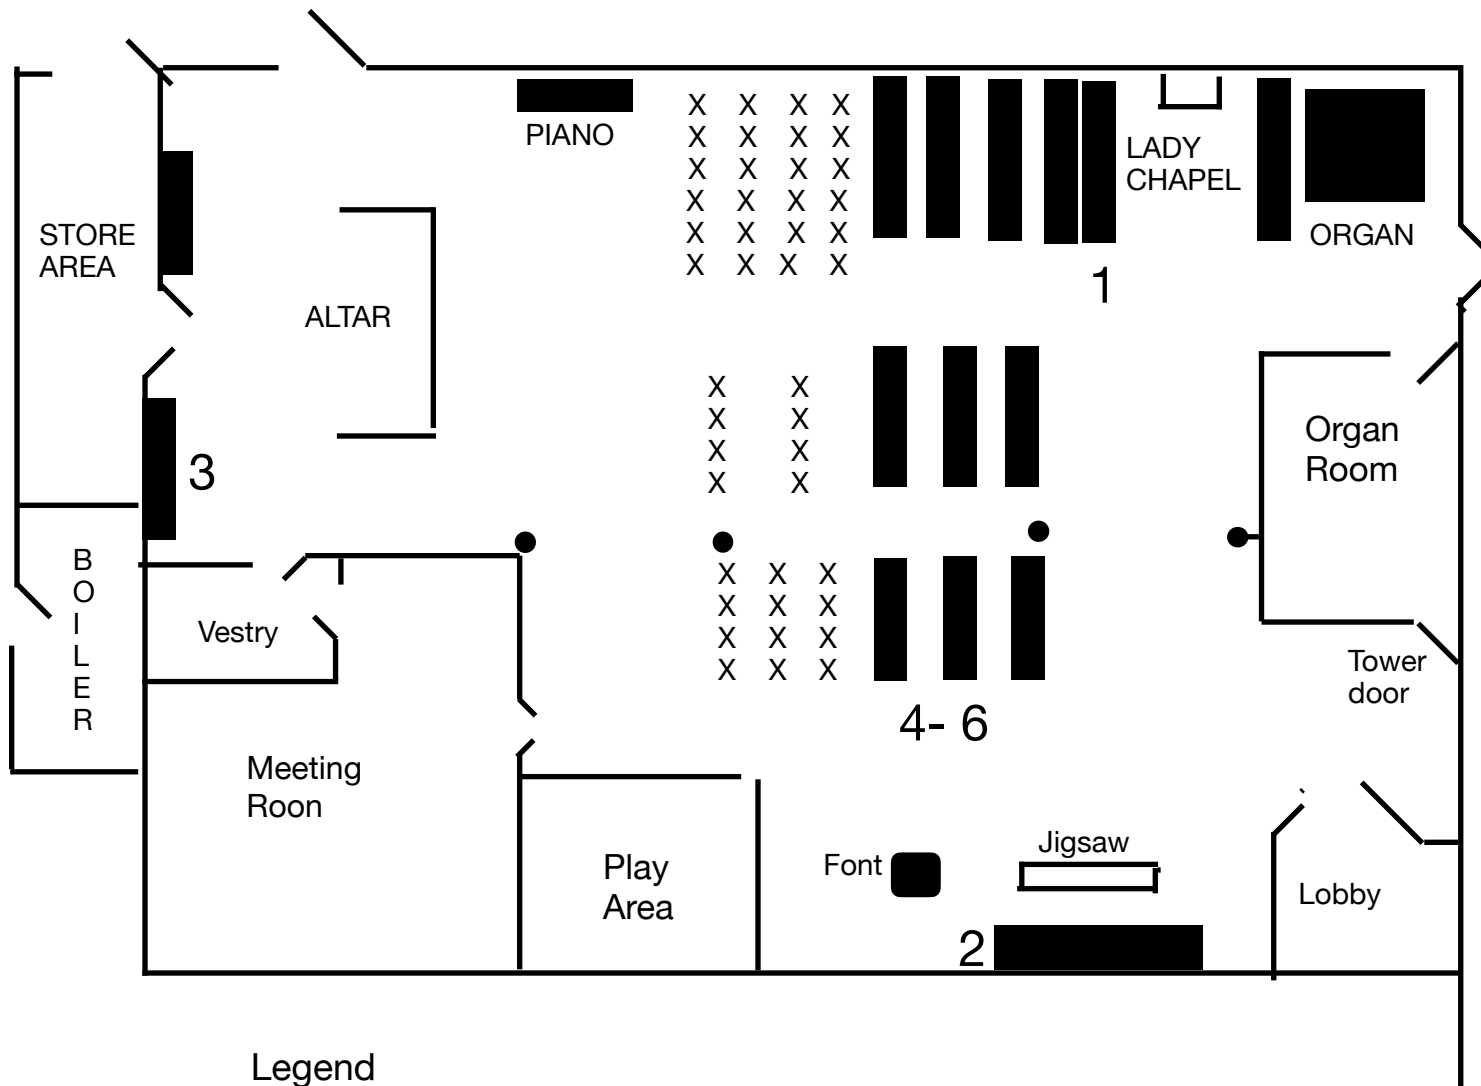 PIANO
X X X X
X X X X
X X X X
X X X X
X X X X
X X X X
LADY
CHAPEL
ORGAN
STORE
AREA
ALTAR
1
X X
X X
X X
X X
Organ
Room
3
B
O
I
L
E
R
Vestry
X X X
X X X
X X X
X X X
Tower
door
4- 6
Meeting
Roon
Play
Area
Font
Jigsaw
Lobby
2
Legend